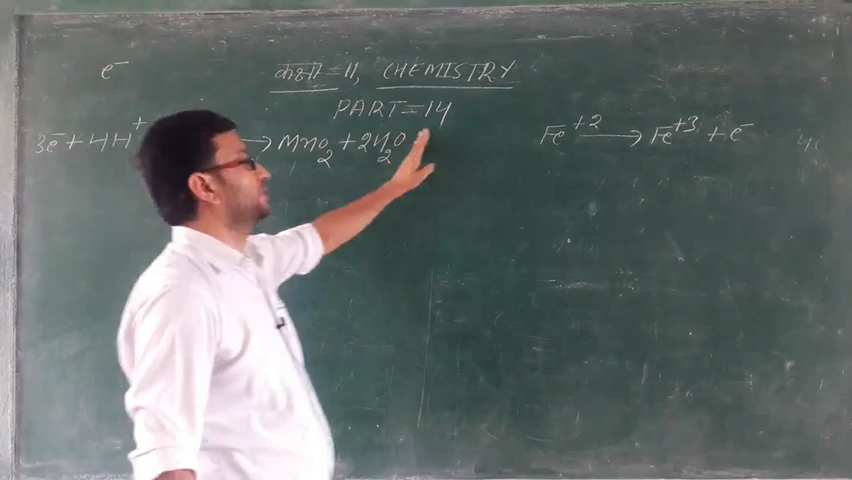 e⁻
कक्षा = 11, CHEMISTRY
PART = 14
3e⁻ + 4H⁺ → MnO₂ + 2H₂O
Fe⁺² → Fe⁺³ + e⁻